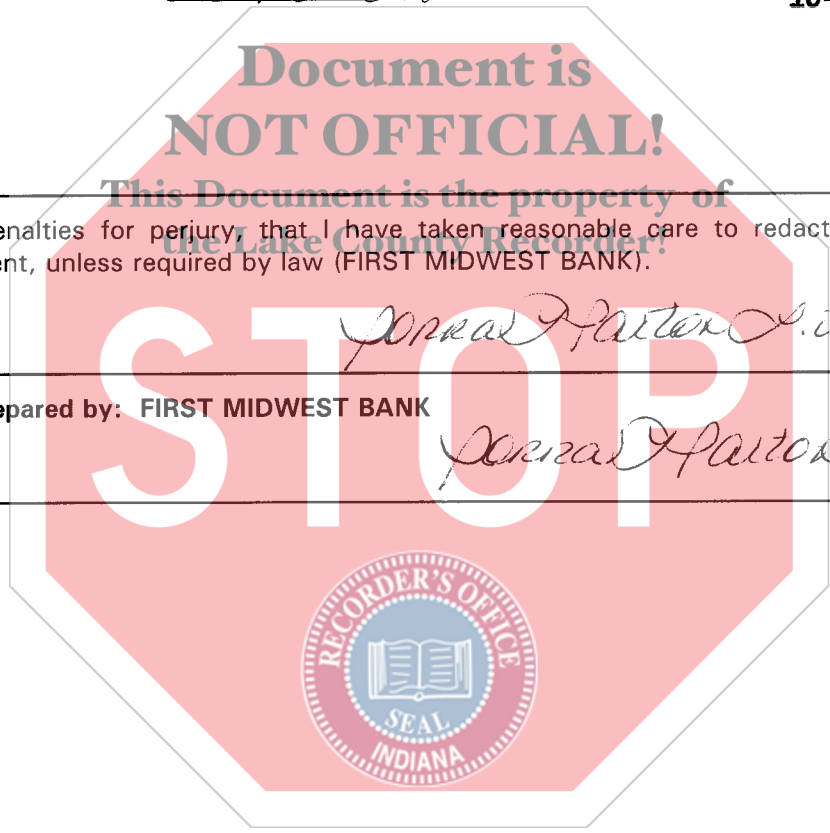 10-
Document is
NOT OFFICIAL!
This Document is the property of
the Lake County Recorder!
enalties for perjury, that I have taken reasonable care to redact
ent, unless required by law (FIRST MIDWEST BANK).
epared by: FIRST MIDWEST BANK
STOP
RECORDER'S OFFICE
SEAL
INDIANA